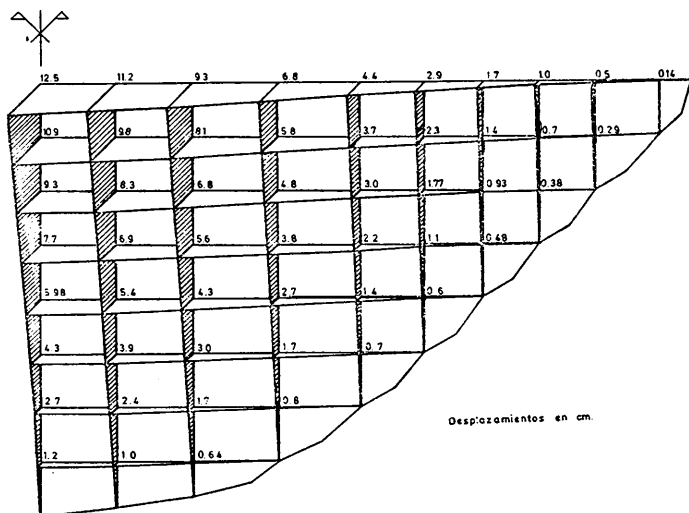 12.5 11.2 9.3 6.8 4.4 2.9 1.7 1.0 0.5 0.14
10.9 9.8 8.1 5.8 3.7 2.3 1.4 0.7 0.29
9.3 8.3 6.8 4.8 3.0 1.77 0.93 0.38
7.7 6.9 5.6 3.8 2.2 1.1 0.48
5.98 5.4 4.3 2.7 1.4 0.6
4.3 3.9 3.0 1.7 0.7
2.7 2.4 1.7 0.8
Desplazamientos en cm.
1.2 1.0 0.64